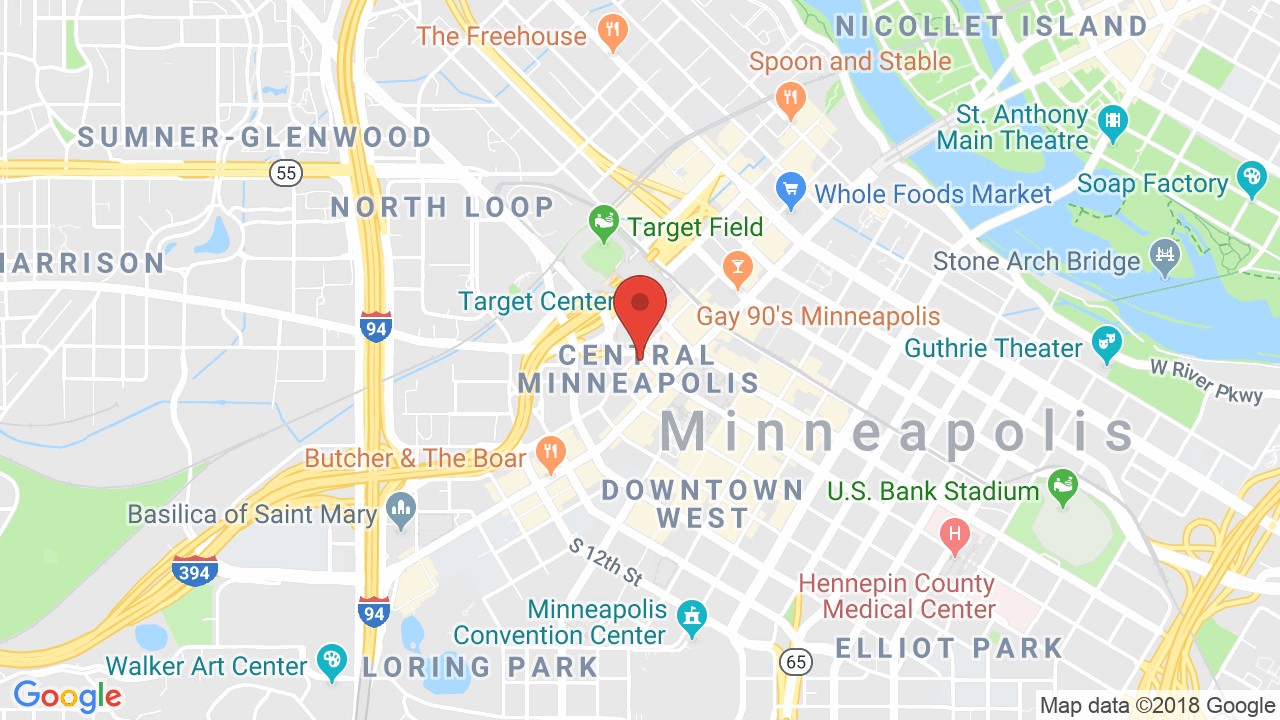 NICOLLET ISLAND
The Freehouse
Spoon and Stable
St. Anthony
Main Theatre
SUMNER-GLENWOOD
55
Soap Factory
Whole Foods Market
NORTH LOOP
Target Field
HARRISON
Stone Arch Bridge
Target Center
Gay 90's Minneapolis
94
Guthrie Theater
CENTRAL
MINNEAPOLIS
W River Pkwy
Minneapolis
Butcher & The Boar
DOWNTOWN
WEST
U.S. Bank Stadium
Basilica of Saint Mary
H
S 12th St
394
Hennepin County
Medical Center
94
Minneapolis
Convention Center
ELLIOT PARK
65
Walker Art Center
LORING PARK
Google
Map data ©2018 Google